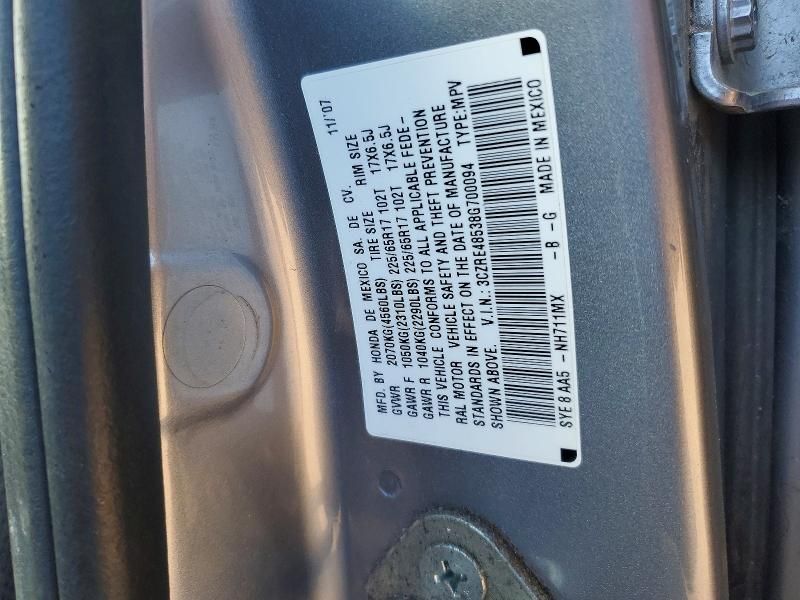 11/'07
MFD. BY HONDA DE MEXICO SA. DE CV.
TIRE SIZE RIM SIZE
GVWR 2070KG(4560LBS)
GAWR F 1050KG(2310LBS) 225/65R17 102T 17X6.5J
GAWR R 1040KG(2290LBS) 225/65R17 102T 17X6.5J
THIS VEHICLE CONFORMS TO ALL APPLICABLE FEDE-
RAL MOTOR VEHICLE SAFETY AND THEFT PREVENTION
STANDARDS IN EFFECT ON THE DATE OF MANUFACTURE
SHOWN ABOVE. V.I.N.: 3CZRE48538G700094 TYPE:MPV
SYE 8 AA5 -NH711MX -B -G MADE IN MEXICO